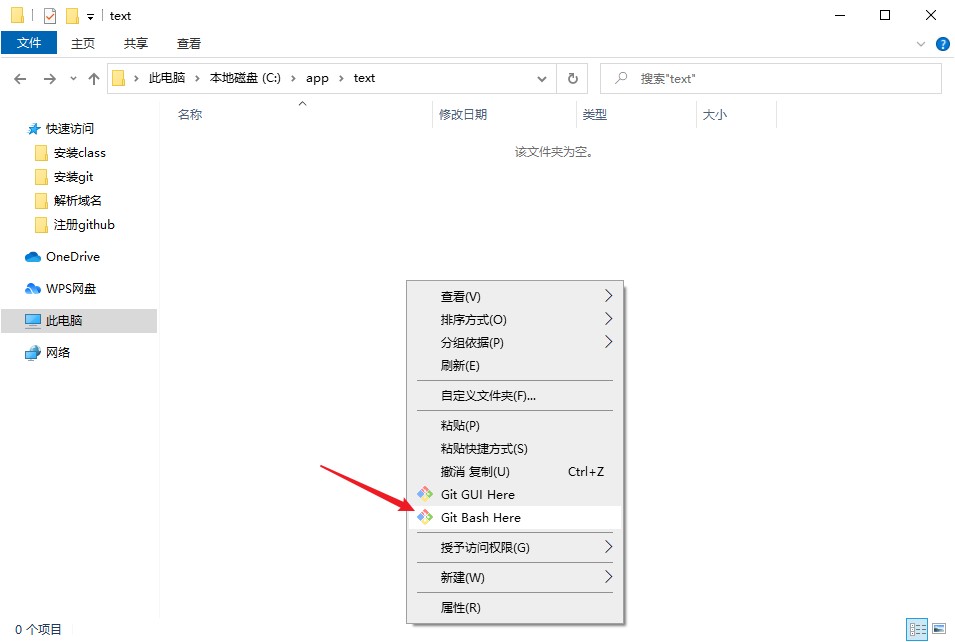 text
文件 主页 共享 查看
此电脑 本地磁盘 (C:) app text 搜索"text"
名称 修改日期 类型 大小
该文件夹为空。
快速访问
安装class
安装git
解析域名
注册github
OneDrive
WPS网盘
此电脑
网络
查看(V)
排序方式(O)
分组依据(P)
刷新(E)
自定义文件夹(F)...
粘贴(P)
粘贴快捷方式(S)
撤消 复制(U) Ctrl+Z
Git GUI Here
Git Bash Here
授予访问权限(G)
新建(W)
属性(R)
0 个项目